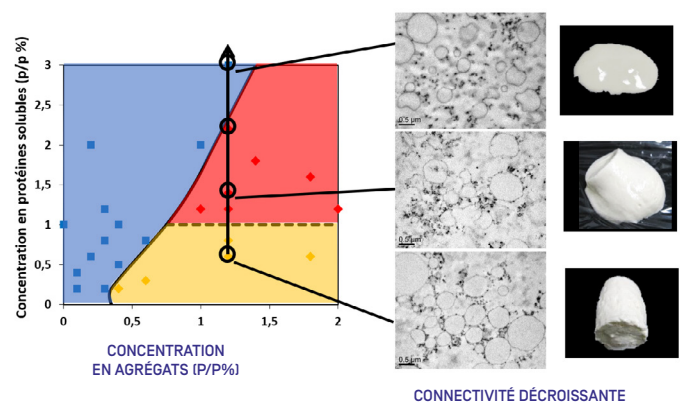 Concentration en protéines solubles (p/p %)
3
2,5
2
1,5
1
0,5
0
0
0,5
1
1,5
2
CONCENTRATION
EN AGRÉGATS (P/P%)
0.5 µm
0.5 µm
0.5 µm
CONNECTIVITÉ DÉCROISSANTE